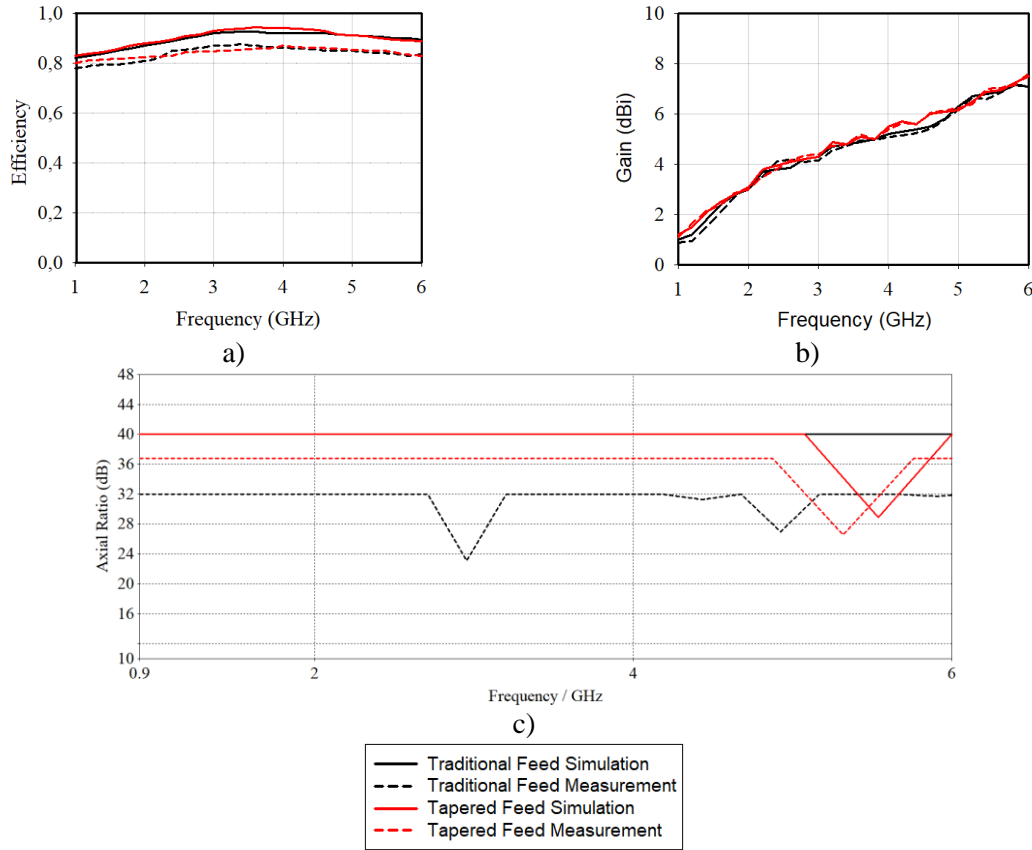 1,0
0,8
0,6
0,4
0,2
0,0
Efficiency
1 2 3 4 5 6
Frequency (GHz)
a)
10
8
6
4
2
0
Gain (dBi)
1 2 3 4 5 6
Frequency (GHz)
b)
48
44
40
36
32
28
24
20
16
10
Axial Ratio (dB)
0.9 2 4 6
Frequency / GHz
c)
Traditional Feed Simulation
Traditional Feed Measurement
Tapered Feed Simulation
Tapered Feed Measurement